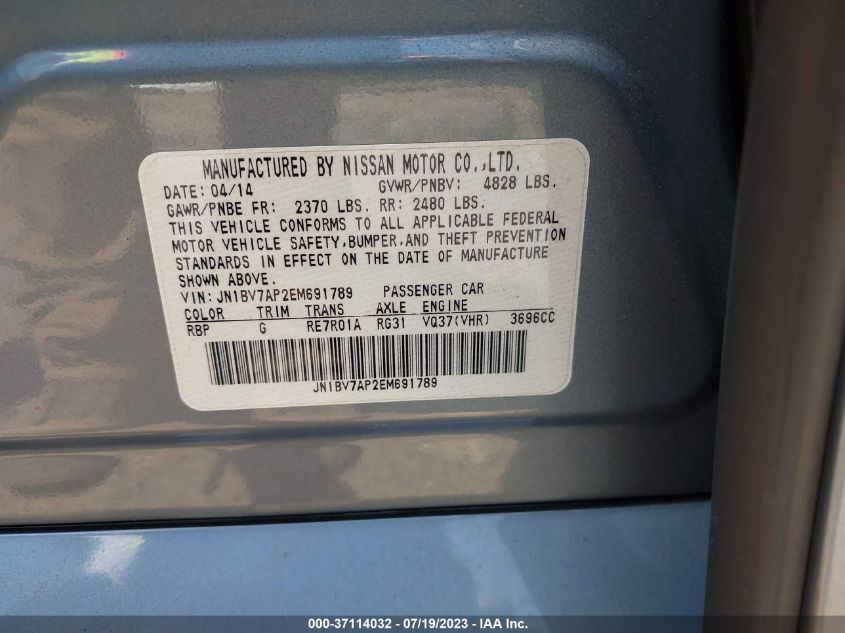 MANUFACTURED BY NISSAN MOTOR CO.,LTD.
DATE: 04/14 GVWR/PNBV: 4828 LBS.
GAWR/PNBE FR: 2370 LBS. RR: 2480 LBS.
THIS VEHICLE CONFORMS TO ALL APPLICABLE FEDERAL
MOTOR VEHICLE SAFETY,BUMPER,AND THEFT PREVENTION
STANDARDS IN EFFECT ON THE DATE OF MANUFACTURE
SHOWN ABOVE.
VIN: JN1BV7AP2EM691789 PASSENGER CAR
COLOR TRIM TRANS AXLE ENGINE
RBP G RE7R01A RG31 VQ37(VHR) 3696CC
JN1BV7AP2EM691789
000-37114032 - 07/19/2023 - IAA Inc.